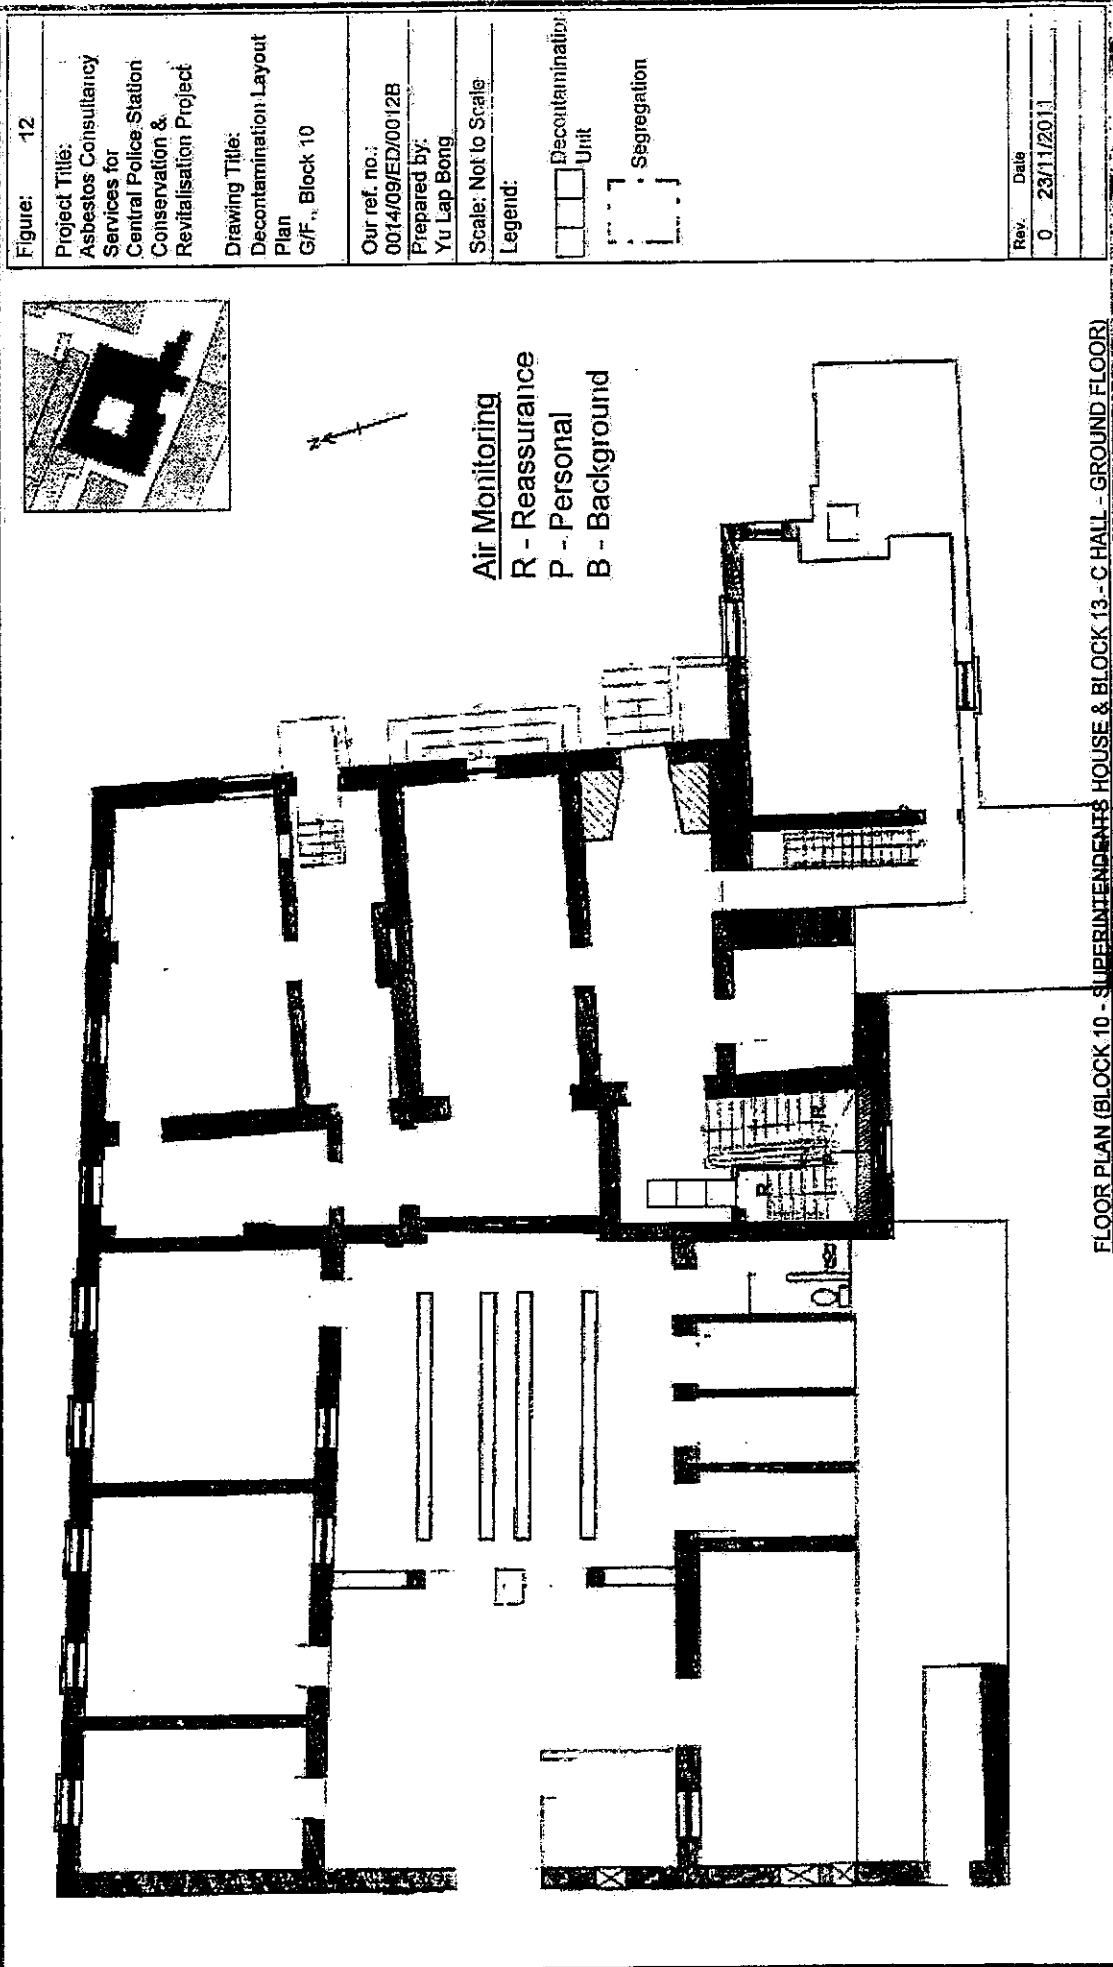 Figure: 12
Project Title:
Asbestos Consultancy
Services for
Central Police Station
Conservation &
Revitalisation Project
Drawing Title:
Decontamination Layout
Plan
G/F., Block 10
Our ref. no.:
0014/09/ED/0012B
Prepared by:
Yu Lap Bong
Scale: Not to Scale
Legend:
Decontamination
Unit
Segregation
Rev. Date
0 23/11/2011
N
Air Monitoring
R - Reassurance
P - Personal
B - Background
R
P
R
FLOOR PLAN (BLOCK 10 - SUPERINTENDENTS HOUSE & BLOCK 13 - C HALL - GROUND FLOOR)